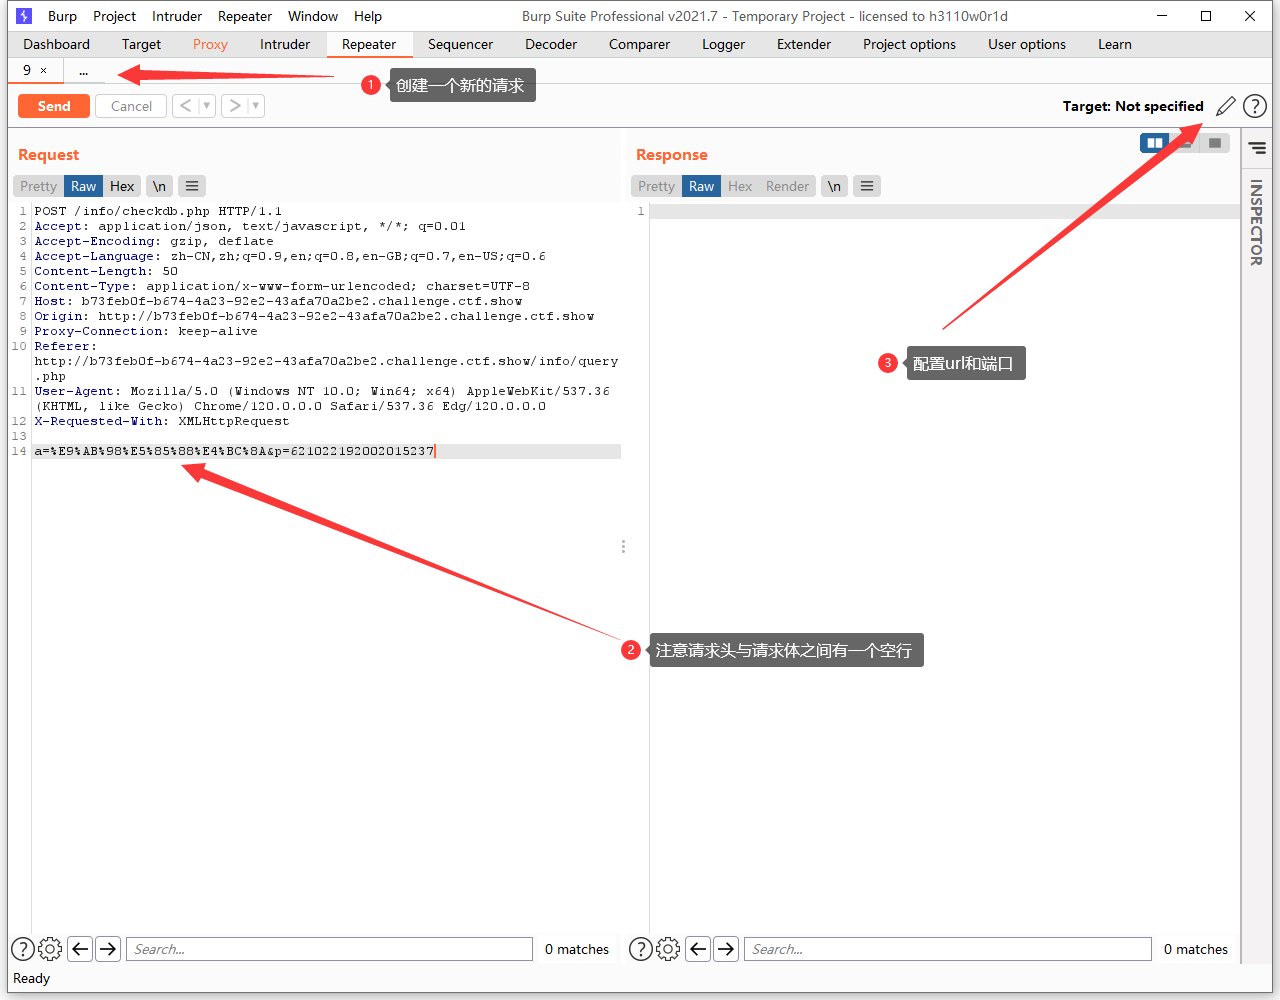 Burp Project Intruder Repeater Window Help Burp Suite Professional v2021.7 - Temporary Project - licensed to h3110w0r1d
Dashboard Target Proxy Intruder Repeater Sequencer Decoder Comparer Logger Extender Project options User options Learn
9 × ...
1 创建一个新的请求
Send Cancel < > Target: Not specified ?
Request
Pretty Raw Hex \n
1 POST /info/checkdb.php HTTP/1.1
2 Accept: application/json, text/javascript, */*; q=0.01
3 Accept-Encoding: gzip, deflate
4 Accept-Language: zh-CN,zh;q=0.9,en;q=0.8,en-GB;q=0.7,en-US;q=0.6
5 Content-Length: 50
6 Content-Type: application/x-www-form-urlencoded; charset=UTF-8
7 Host: b73feb0f-b674-4a23-92e2-43afa70a2be2.challenge.ctf.show
8 Origin: http://b73feb0f-b674-4a23-92e2-43afa70a2be2.challenge.ctf.show
9 Proxy-Connection: keep-alive
10 Referer:
http://b73feb0f-b674-4a23-92e2-43afa70a2be2.challenge.ctf.show/info/query
.php
11 User-Agent: Mozilla/5.0 (Windows NT 10.0; Win64; x64) AppleWebKit/537.36
(KHTML, like Gecko) Chrome/120.0.0.0 Safari/537.36 Edg/120.0.0.0
12 X-Requested-With: XMLHttpRequest
13
14 a=%E9%AB%98%E5%85%88%E4%BC%8A&p=621022192002015237
2 注意请求头与请求体之间有一个空行
? Search... 0 matches
Response
Pretty Raw Hex Render \n
1
3 配置url和端口
? Search... 0 matches
INSPECTOR
Ready